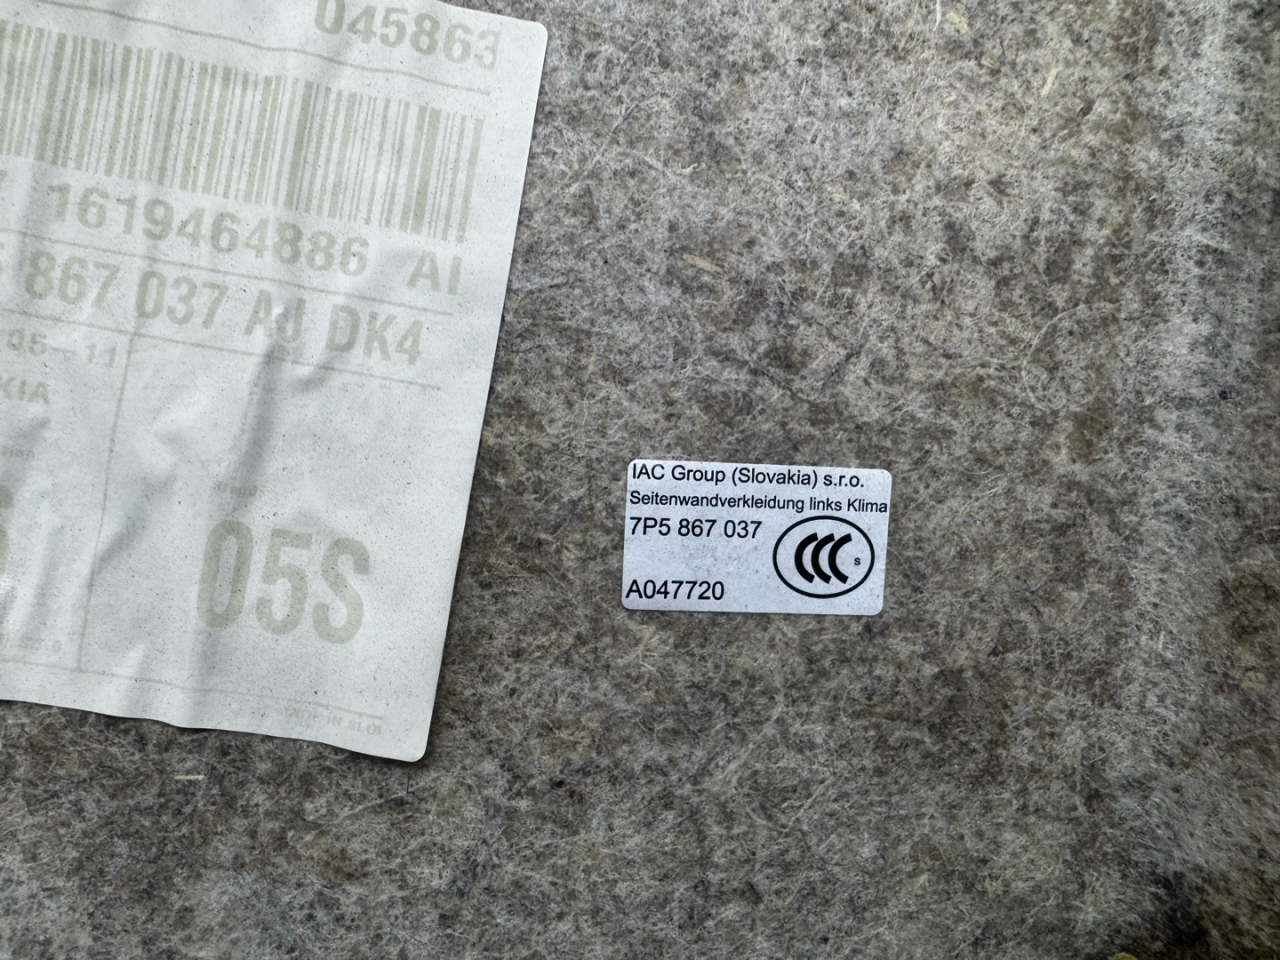 045863
1619464886 AI
867 037 AJ DK4
05-11
KIA
05S
IAC Group (Slovakia) s.r.o.
Seitenwandverkleidung links Klima
7P5 867 037
CCC S
A047720